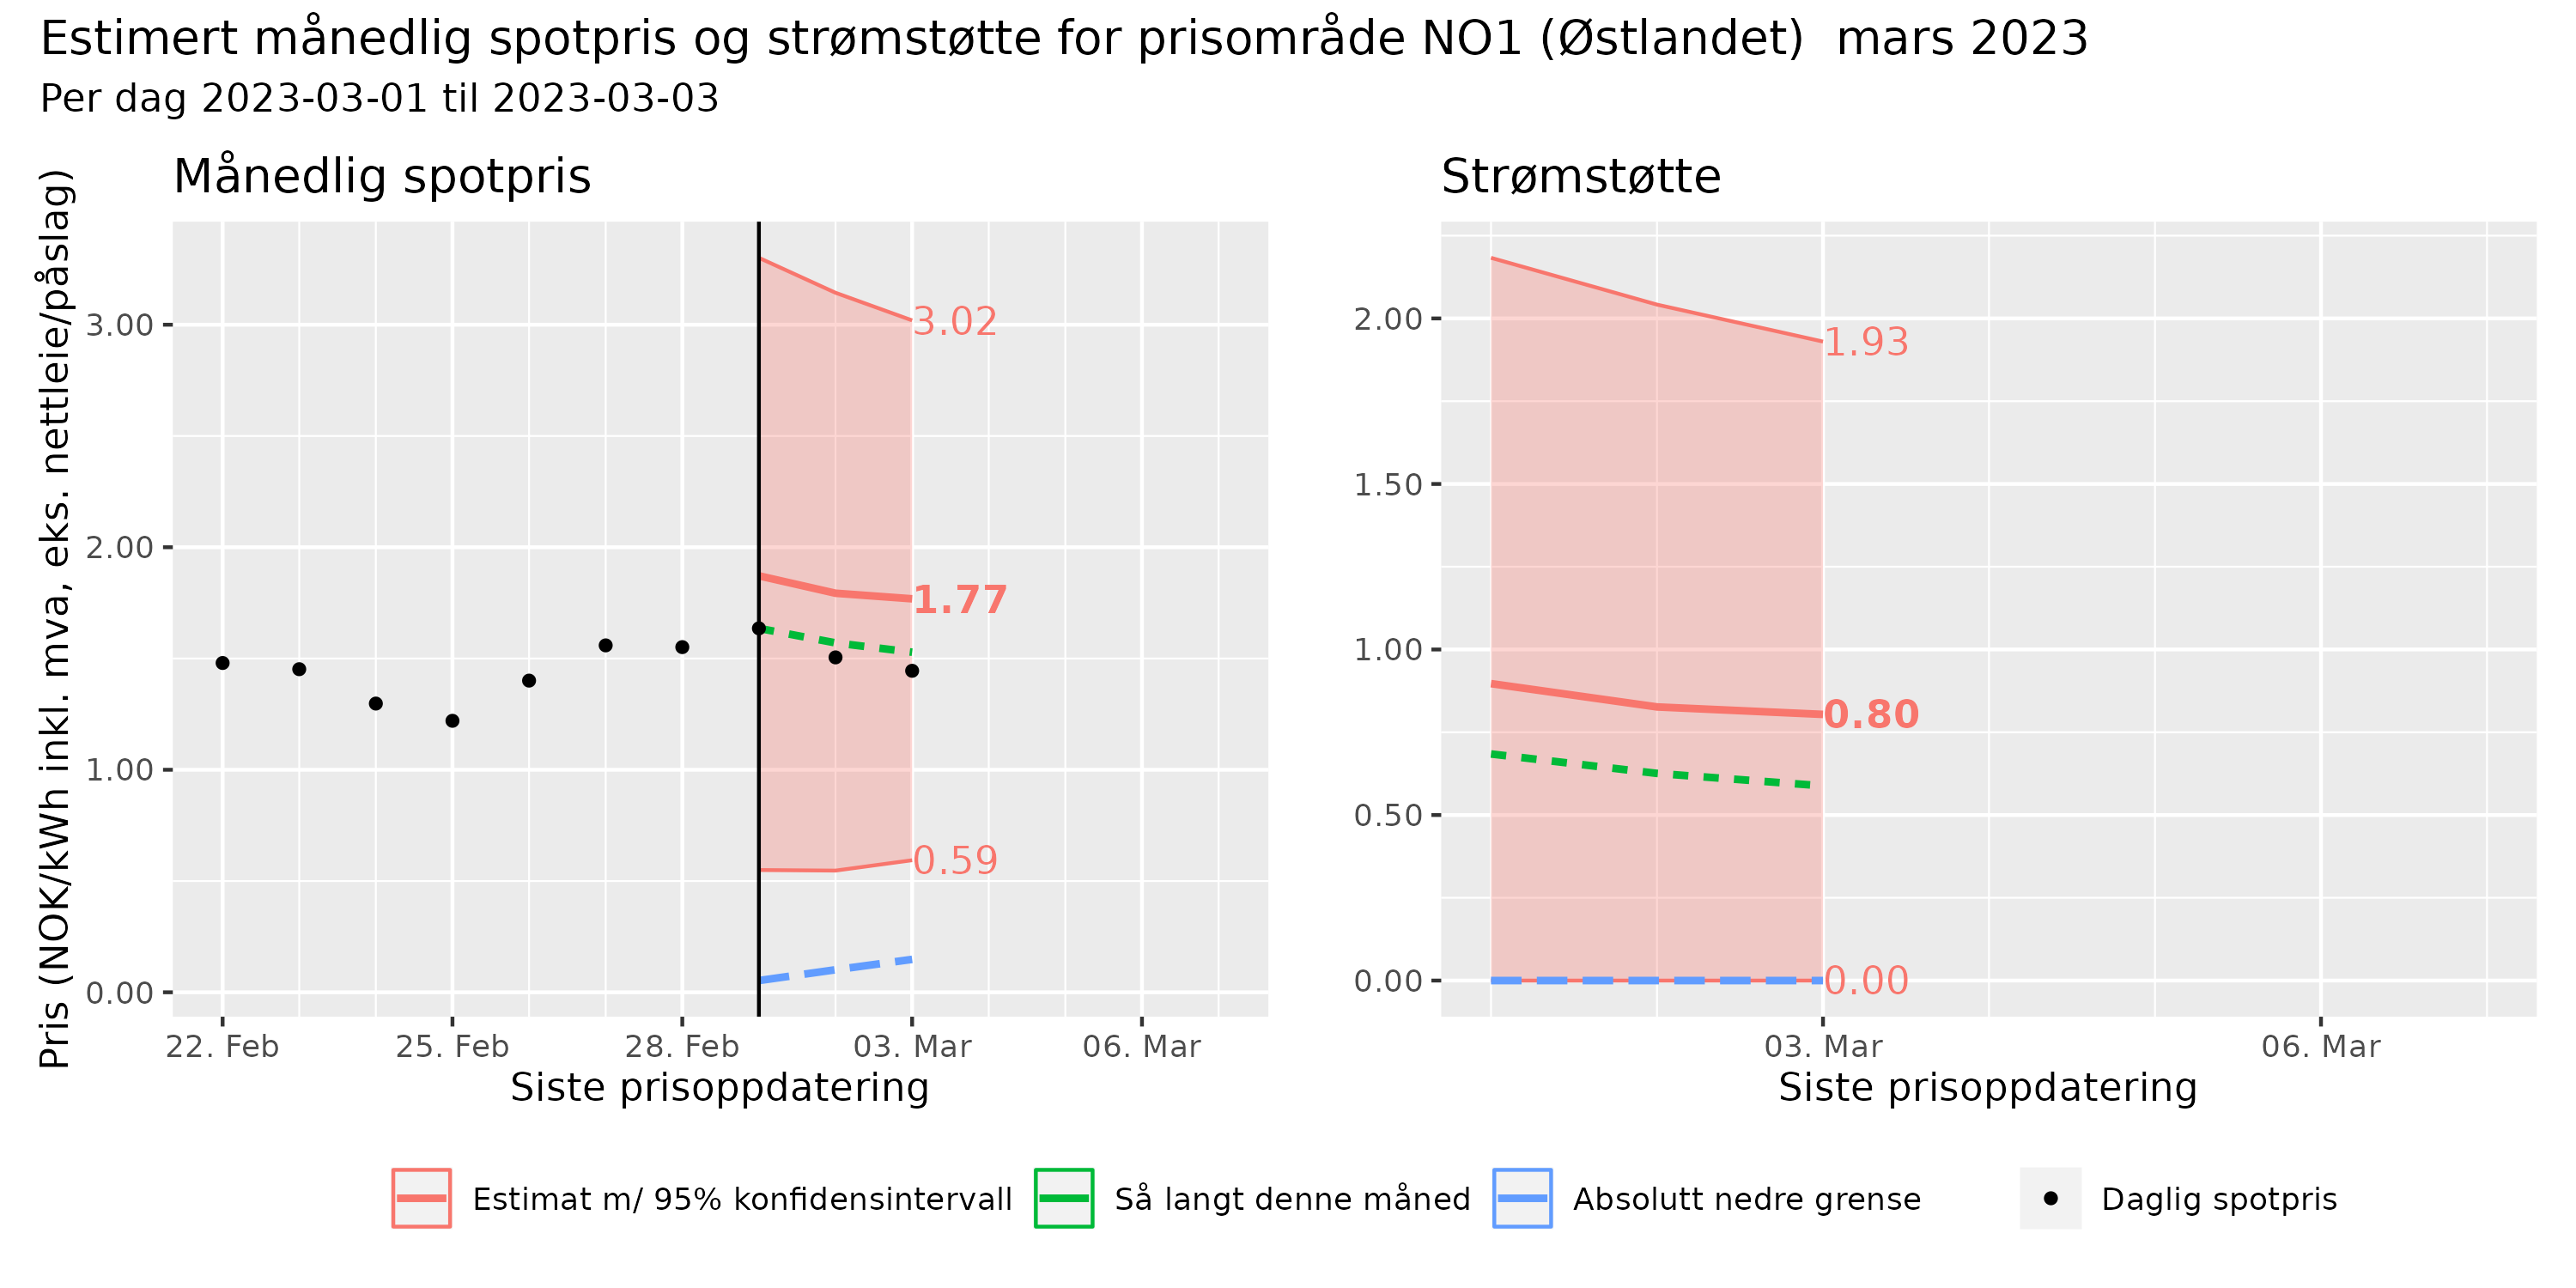 Estimert månedlig spotpris og strømstøtte for prisområde NO1 (Østlandet)  mars 2023
Per dag 2023-03-01 til 2023-03-03
Månedlig spotpris
Pris (NOK/kWh inkl. mva, eks. nettleie/påslag)
3.00
2.00
1.00
0.00
3.02
1.77
0.59
22. Feb
25. Feb
28. Feb
03. Mar
06. Mar
Siste prisoppdatering
Strømstøtte
2.00
1.50
1.00
0.50
0.00
1.93
0.80
0.00
03. Mar
06. Mar
Siste prisoppdatering
Estimat m/ 95% konfidensintervall
Så langt denne måned
Absolutt nedre grense
Daglig spotpris